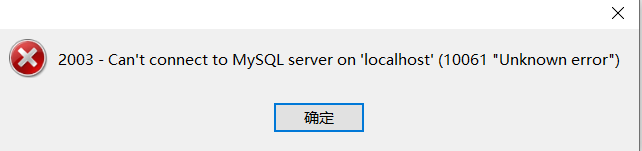 2003 - Can't connect to MySQL server on 'localhost' (10061 "Unknown error")
确定